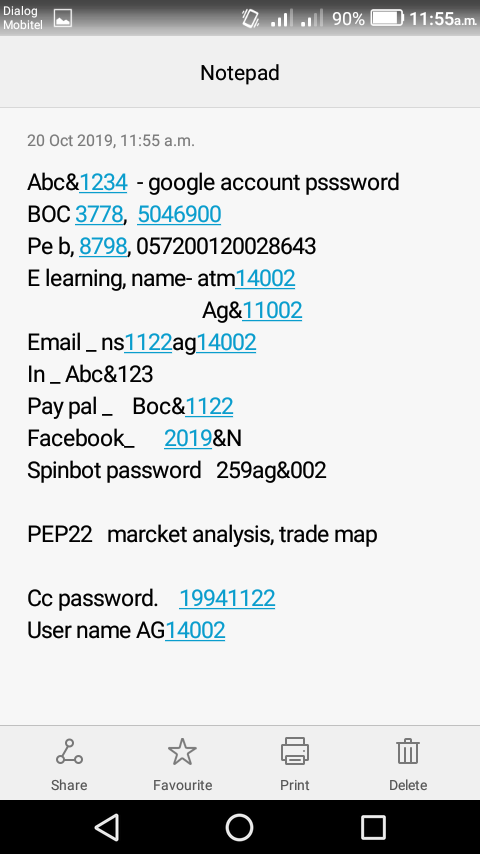 Dialog
Mobitel
90% 11:55a.m.
Notepad
20 Oct 2019, 11:55 a.m.
Abc&1234 - google account psssword
BOC 3778, 5046900
Pe b, 8798, 057200120028643
E learning, name- atm14002
Ag&11002
Email _ ns1122ag14002
In _ Abc&123
Pay pal _ Boc&1122
Facebook_ 2019&N
Spinbot password 259ag&002
PEP22 marcket analysis, trade map
Cc password. 19941122
User name AG14002
Share Favourite Print Delete